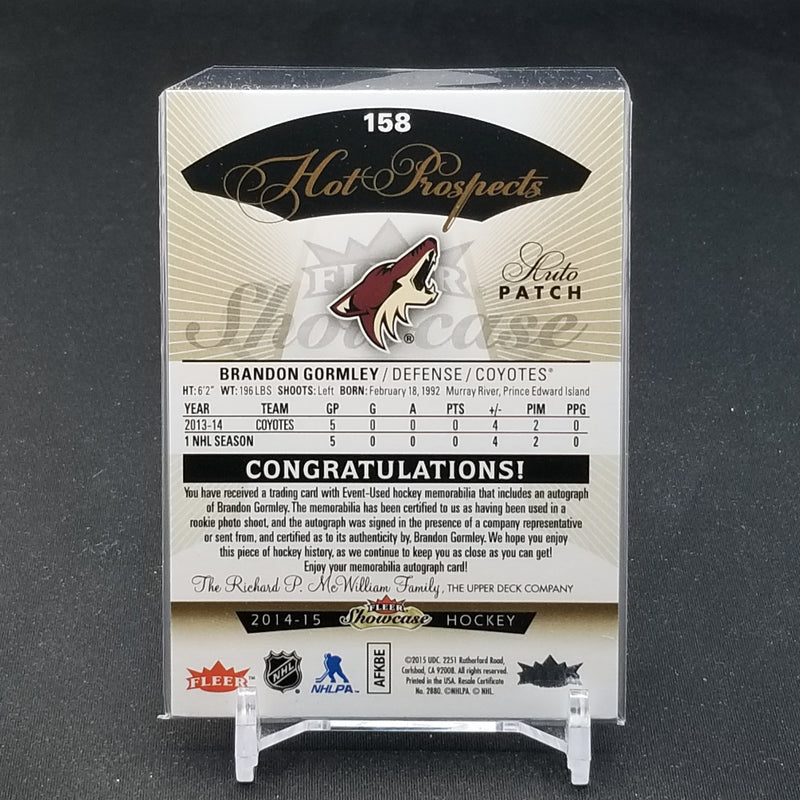 158
Hot Prospects
FLEER
Showcase
®
Auto
PATCH
BRANDON GORMLEY / DEFENSE / COYOTES®
HT: 6'2" WT: 196 LBS SHOOTS: Left BORN: February 18, 1992 Murray River, Prince Edward Island
YEAR TEAM GP G A PTS +/- PIM PPG
2013-14 COYOTES 5 0 0 0 4 2 0
1 NHL SEASON 5 0 0 0 4 2 0
CONGRATULATIONS!
You have received a trading card with Event-Used hockey memorabilia that includes an autograph
of Brandon Gormley. The memorabilia has been certified to us as having been used in a
rookie photo shoot, and the autograph was signed in the presence of a company representative
or sent from, and certified as to its authenticity by, Brandon Gormley. We hope you enjoy
this piece of hockey history, as we continue to keep you as close as you can get!
Enjoy your memorabilia autograph card!
The Richard P. McWilliam Family, THE UPPER DECK COMPANY
2014-15 FLEER Showcase HOCKEY
FLEER™ NHL NHLPA™ AFKBE
©2015 UDC. 2251 Rutherford Road,
Carlsbad, CA 92008. All rights reserved.
Printed in the USA. Resale Certificate
No. 2880. ©NHLPA. © NHL.